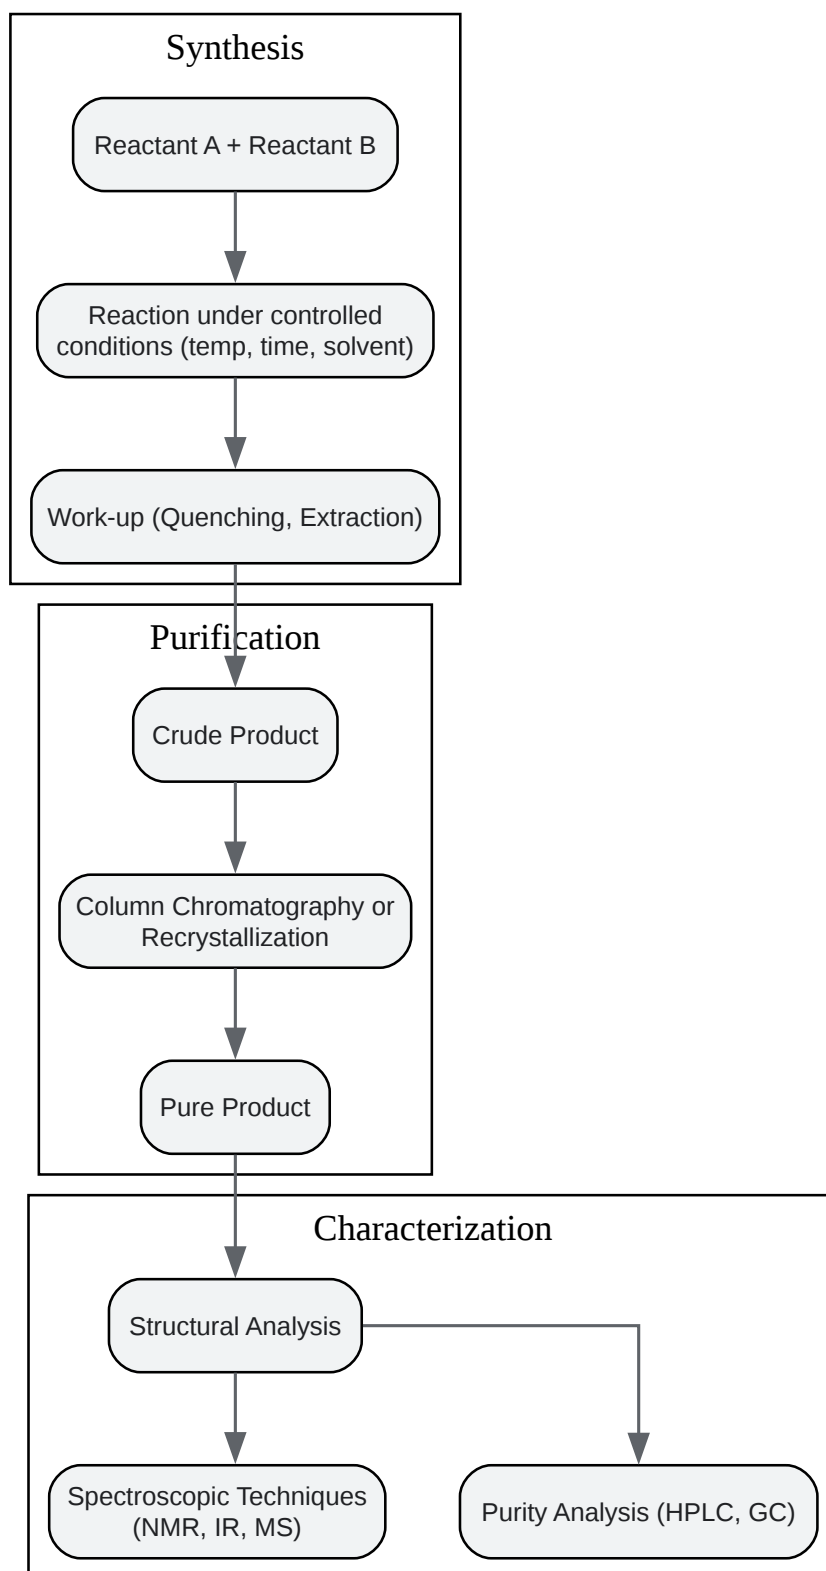 Synthesis
Reactant A + Reactant B
Reaction under controlled
conditions (temp, time, solvent)
Work-up (Quenching, Extraction)
Purification
Crude Product
Column Chromatography or
Recrystallization
Pure Product
Characterization
Structural Analysis
Spectroscopic Techniques
(NMR, IR, MS)
Purity Analysis (HPLC, GC)